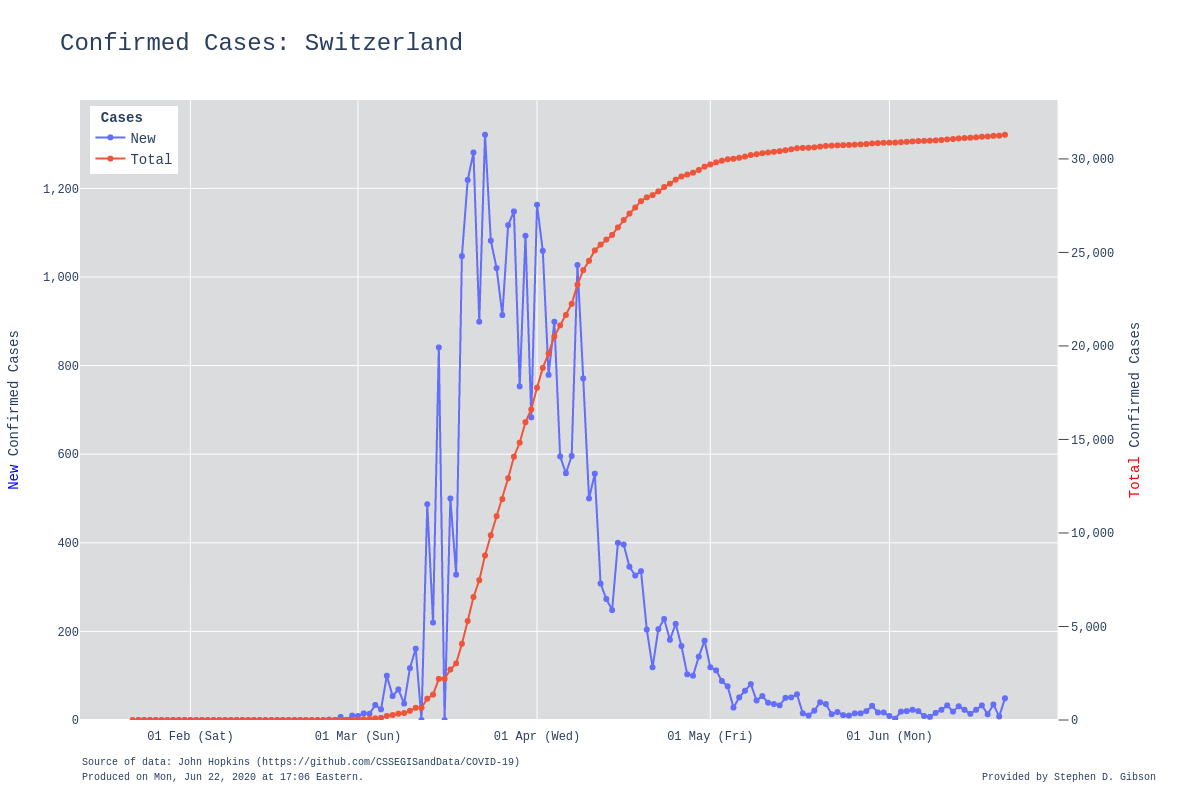 Confirmed Cases: Switzerland
Cases
New
Total
1,200
1,000
800
600
400
200
0
30,000
25,000
20,000
15,000
10,000
5,000
0
New Confirmed Cases
Total Confirmed Cases
01 Feb (Sat)
01 Mar (Sun)
01 Apr (Wed)
01 May (Fri)
01 Jun (Mon)
Source of data: John Hopkins (https://github.com/CSSEGISandData/COVID-19)
Produced on Mon, Jun 22, 2020 at 17:06 Eastern.
Provided by Stephen D. Gibson